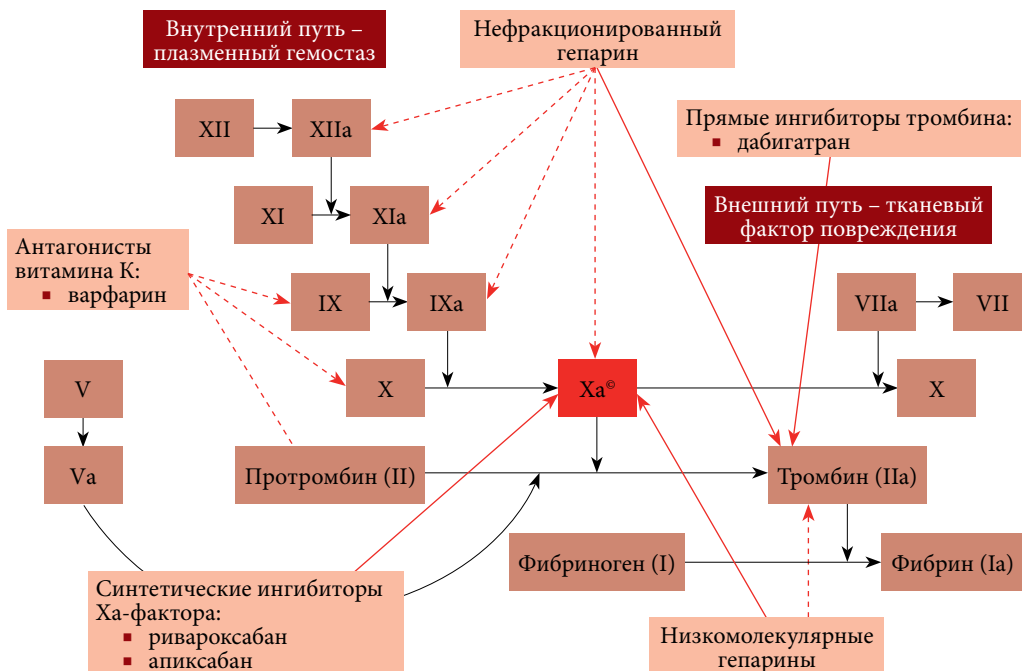 Внутренний путь –
плазменный гемостаз
Нефракционированный
гепарин
XII
XIIa
Прямые ингибиторы тромбина:
▪ дабигатран
XI
XIa
Внешний путь – тканевый
фактор повреждения
Антагонисты
витамина К:
▪ варфарин
IX
IXa
VIIa
VII
V
X
Xa©
X
Va
Протромбин (II)
Тромбин (IIa)
Фибриноген (I)
Фибрин (Ia)
Синтетические ингибиторы
Ха-фактора:
▪ ривароксабан
▪ апиксабан
Низкомолекулярные
гепарины